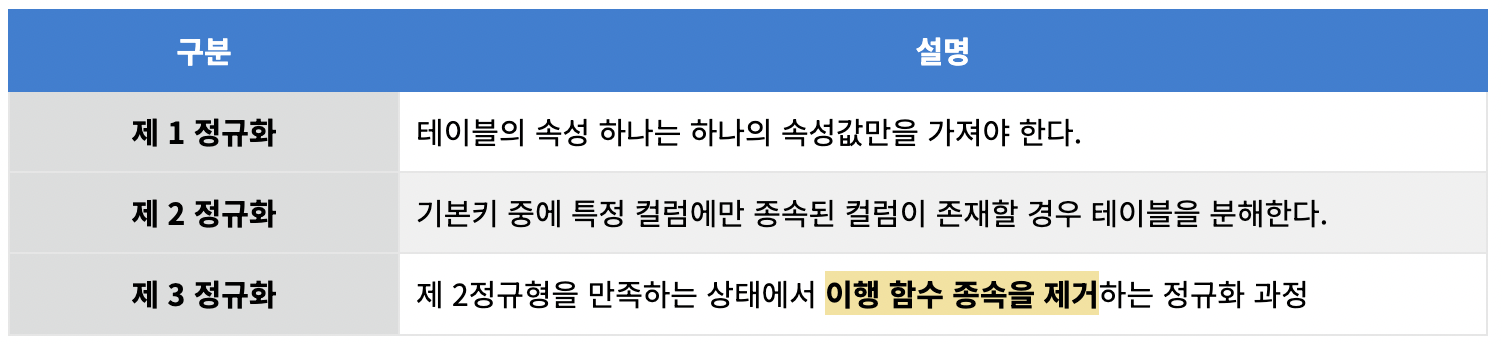 구분 설명
제 1 정규화 테이블의 속성 하나는 하나의 속성값만을 가져야 한다.
제 2 정규화 기본키 중에 특정 컬럼에만 종속된 컬럼이 존재할 경우 테이블을 분해한다.
제 3 정규화 제 2정규형을 만족하는 상태에서 이행 함수 종속을 제거하는 정규화 과정